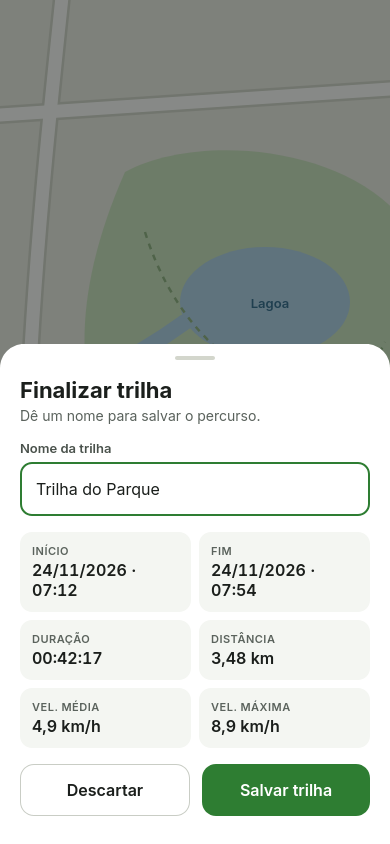 Lagoa
Finalizar trilha
Dê um nome para salvar o percurso.
Nome da trilha
Trilha do Parque
INÍCIO
24/11/2026 ·
07:12
FIM
24/11/2026 ·
07:54
DURAÇÃO
00:42:17
DISTÂNCIA
3,48 km
VEL. MÉDIA
4,9 km/h
VEL. MÁXIMA
8,9 km/h
Descartar
Salvar trilha